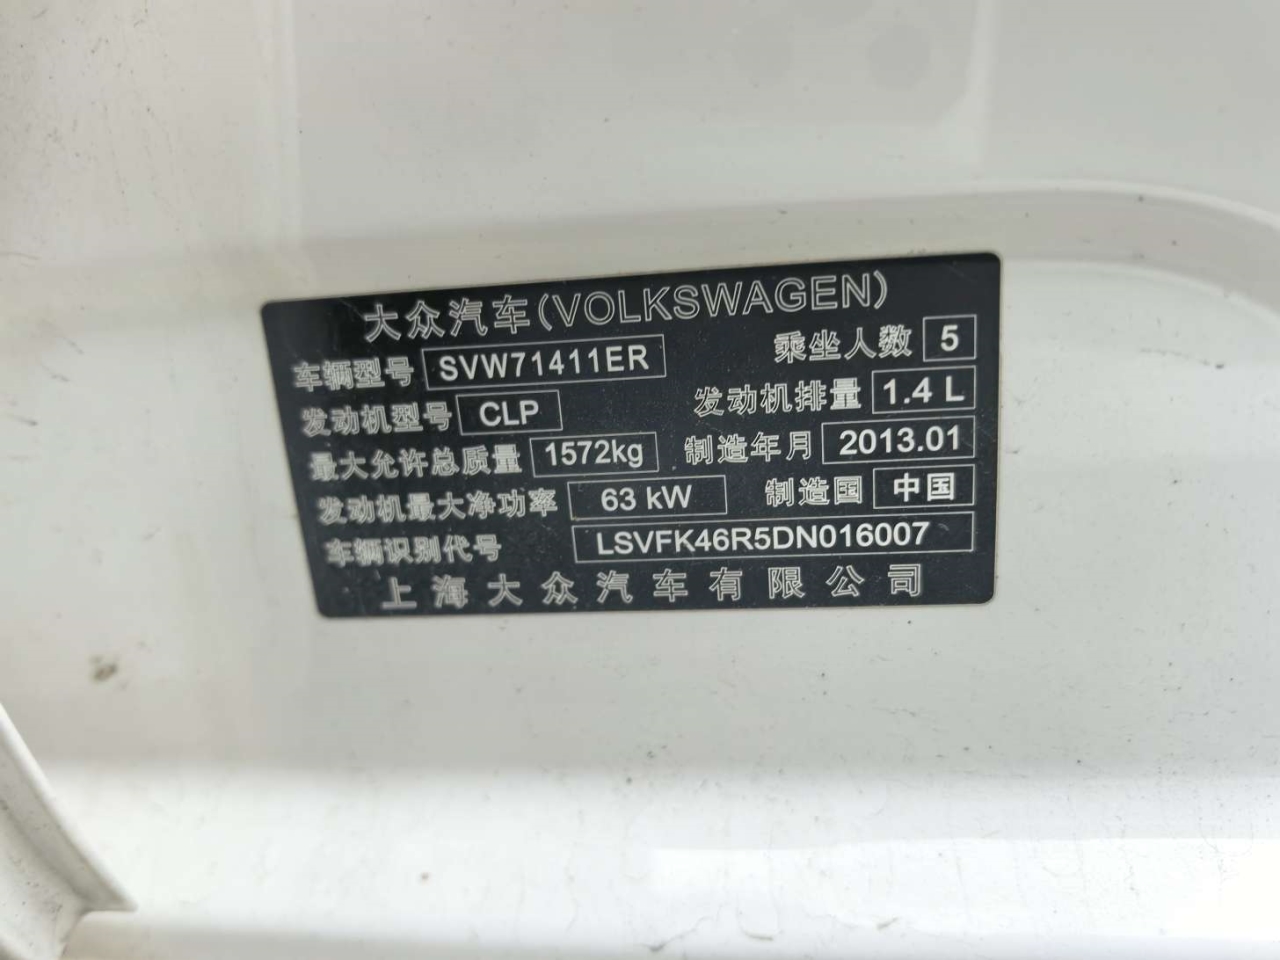 大众汽车(VOLKSWAGEN)
车辆型号 SVW71411ER 乘坐人数 5
发动机型号 CLP 发动机排量 1.4 L
最大允许总质量 1572kg 制造年月 2013.01
发动机最大净功率 63 kW 制造国 中国
车辆识别代号 LSVFK46R5DN016007
上海大众汽车有限公司